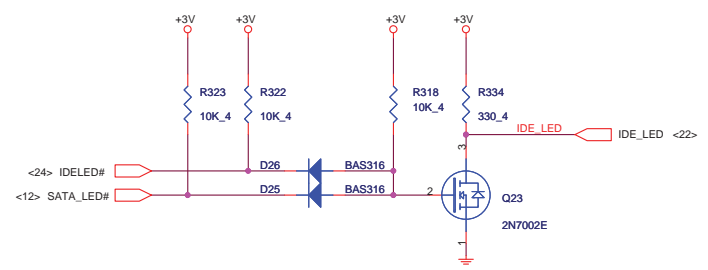 +3V +3V +3V +3V
R323 R322 R318 R334
10K_4 10K_4 10K_4 330_4
IDE_LED IDE_LED <22>
3
<24> IDELED# D26 BAS316
<12> SATA_LED# D25 BAS316 2 Q23
2N7002E
1